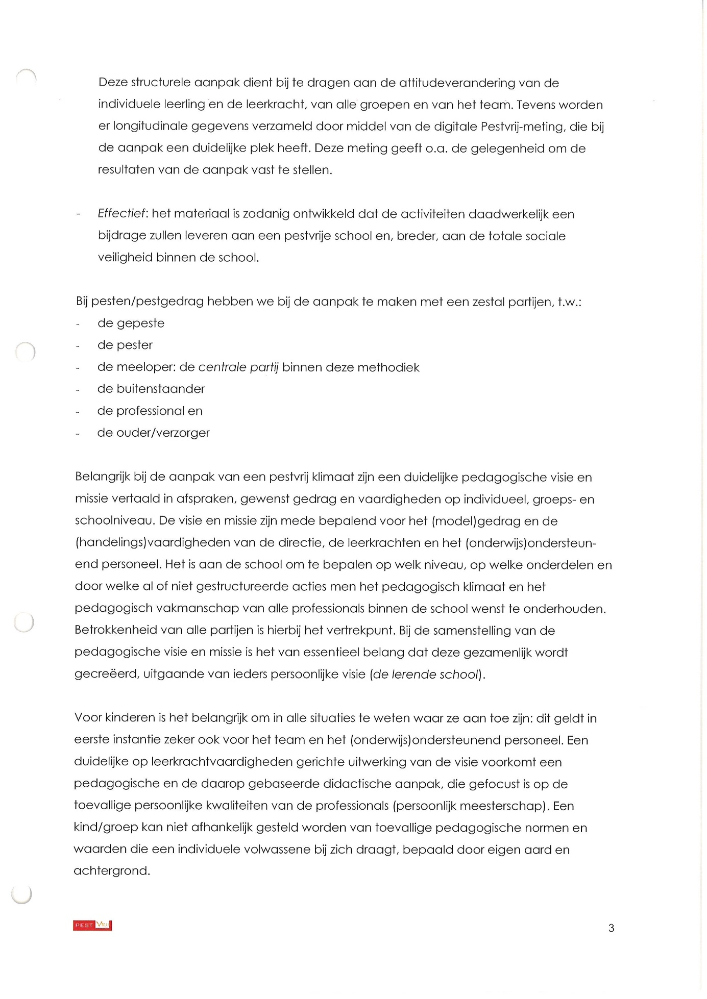 Deze structurele aanpak dient bij te dragen aan de attitudeverandering van de
individuele leerling en de leerkracht, van alle groepen en van het team. Tevens worden
er longitudinale gegevens verzameld door middel van de digitale Pestvrij-meting, die bij
de aanpak een duidelijke plek heeft. Deze meting geeft o.a. de gelegenheid om de
resultaten van de aanpak vast te stellen.
- Effectief: het materiaal is zodanig ontwikkeld dat de activiteiten daadwerkelijk een
bijdrage zullen leveren aan een pestvrije school en, breder, aan de totale sociale
veiligheid binnen de school.
Bij pesten/pestgedrag hebben we bij de aanpak te maken met een zestal partijen, t.w.:
- de gepeste
- de pester
- de meeloper: de centrale partij binnen deze methodiek
- de buitenstaander
- de professional en
- de ouder/verzorger
Belangrijk bij de aanpak van een pestvrij klimaat zijn een duidelijke pedagogische visie en
missie vertaald in afspraken, gewenst gedrag en vaardigheden op individueel, groeps- en
schoolniveau. De visie en missie zijn mede bepalend voor het (model)gedrag en de
(handelings)vaardigheden van de directie, de leerkrachten en het (onderwijs)ondersteun-
end personeel. Het is aan de school om te bepalen op welk niveau, op welke onderdelen en
door welke al of niet gestructureerde acties men het pedagogisch klimaat en het
pedagogisch vakmanschap van alle professionals binnen de school wenst te onderhouden.
Betrokkenheid van alle partijen is hierbij het vertrekpunt. Bij de samenstelling van de
pedagogische visie en missie is het van essentieel belang dat deze gezamenlijk wordt
gecreëerd, uitgaande van ieders persoonlijke visie (de lerende school).
Voor kinderen is het belangrijk om in alle situaties te weten waar ze aan toe zijn: dit geldt in
eerste instantie zeker ook voor het team en het (onderwijs)ondersteunend personeel. Een
duidelijke op leerkrachtvaardigheden gerichte uitwerking van de visie voorkomt een
pedagogische en de daarop gebaseerde didactische aanpak, die gefocust is op de
toevallige persoonlijke kwaliteiten van de professionals (persoonlijk meesterschap). Een
kind/groep kan niet afhankelijk gesteld worden van toevallige pedagogische normen en
waarden die een individuele volwassene bij zich draagt, bepaald door eigen aard en
achtergrond.
PEST VRIJ
3